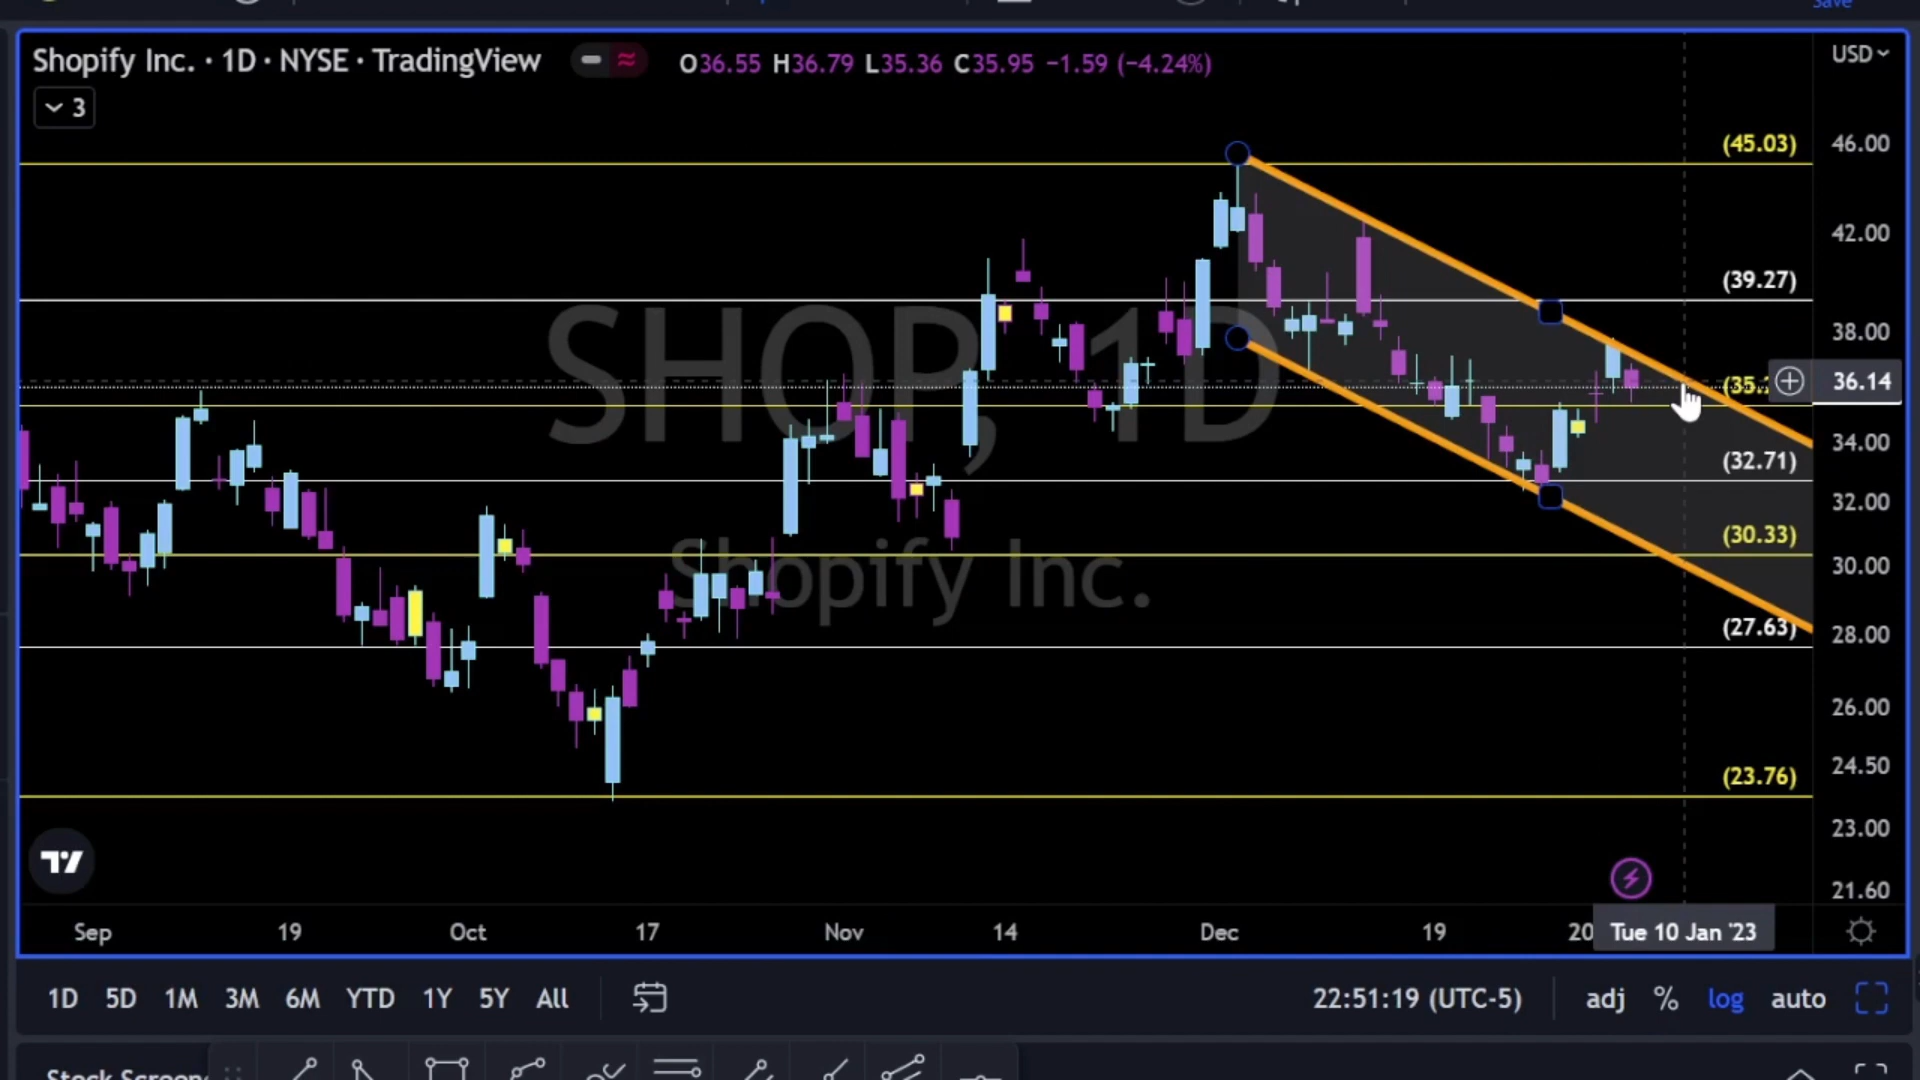 Save
Shopify Inc. · 1D · NYSE · TradingView
O36.55 H36.79 L35.36 C35.95 −1.59 (−4.24%)
USD
3
(45.03)
46.00
42.00
(39.27)
38.00
SHOP, 1D
36.14
34.00
(32.71)
32.00
(30.33)
30.00
Shopify Inc.
(27.63)
28.00
26.00
24.50
(23.76)
23.00
21.60
Sep
19
Oct
17
Nov
14
Dec
19
20
Tue 10 Jan '23
1D 5D 1M 3M 6M YTD 1Y 5Y All
22:51:19 (UTC-5)
adj % log auto